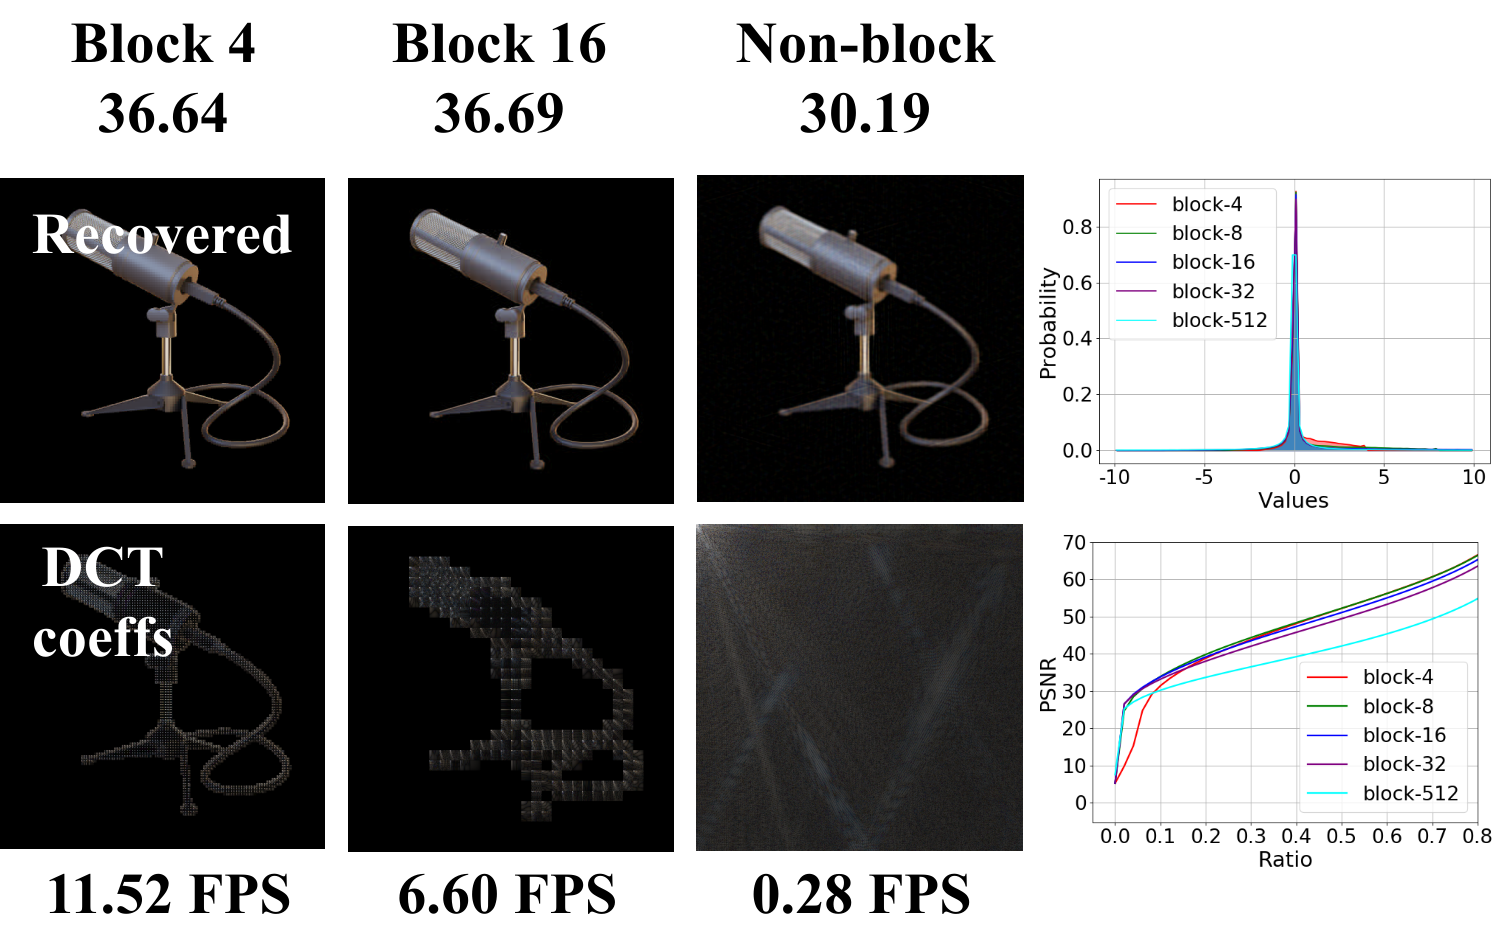 Block 4
36.64
Block 16
36.69
Non-block
30.19
Recovered
DCT
coeffs
11.52 FPS
6.60 FPS
0.28 FPS
block-4
block-8
block-16
block-32
block-512
Probability
0.8
0.6
0.4
0.2
0.0
-10 -5 0 5 10
Values
block-4
block-8
block-16
block-32
block-512
PSNR
70
60
50
40
30
20
10
0
0.0 0.1 0.2 0.3 0.4 0.5 0.6 0.7 0.8
Ratio